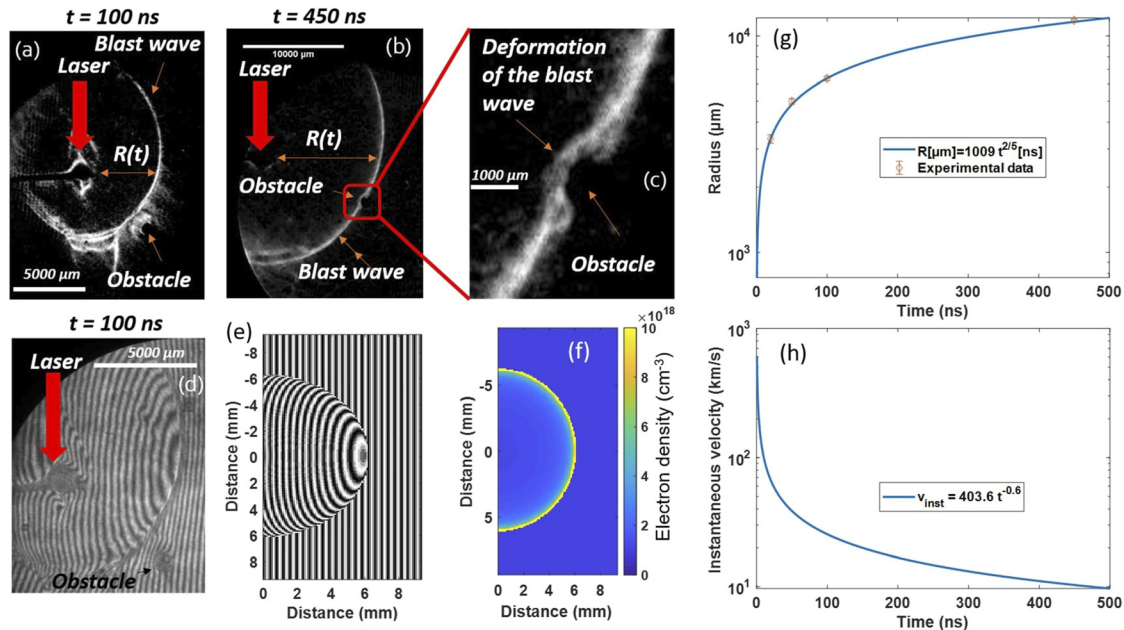 t = 100 ns
(a)
Blast wave
Laser
R(t)
5000 µm
Obstacle
t = 450 ns
(b)
10000 µm
Laser
R(t)
Obstacle
Blast wave
Deformation
of the blast
wave
1000 µm
(c)
Obstacle
t = 100 ns
Laser
5000 µm
(d)
Obstacle
(e)
-8
-6
-4
-2
0
2
4
6
8
Distance (mm)
0 2 4 6 8
Distance (mm)
(f)
-5
0
5
Distance (mm)
0 2 4 6 8
Distance (mm)
×10^18
10
8
6
4
2
0
Electron density (cm^-3)
(g)
10^4
10^3
Radius (µm)
R[µm]=1009 t^2/5[ns]
Experimental data
0 100 200 300 400 500
Time (ns)
(h)
10^3
10^2
10^1
Instantaneous velocity (km/s)
v_inst = 403.6 t^-0.6
0 100 200 300 400 500
Time (ns)